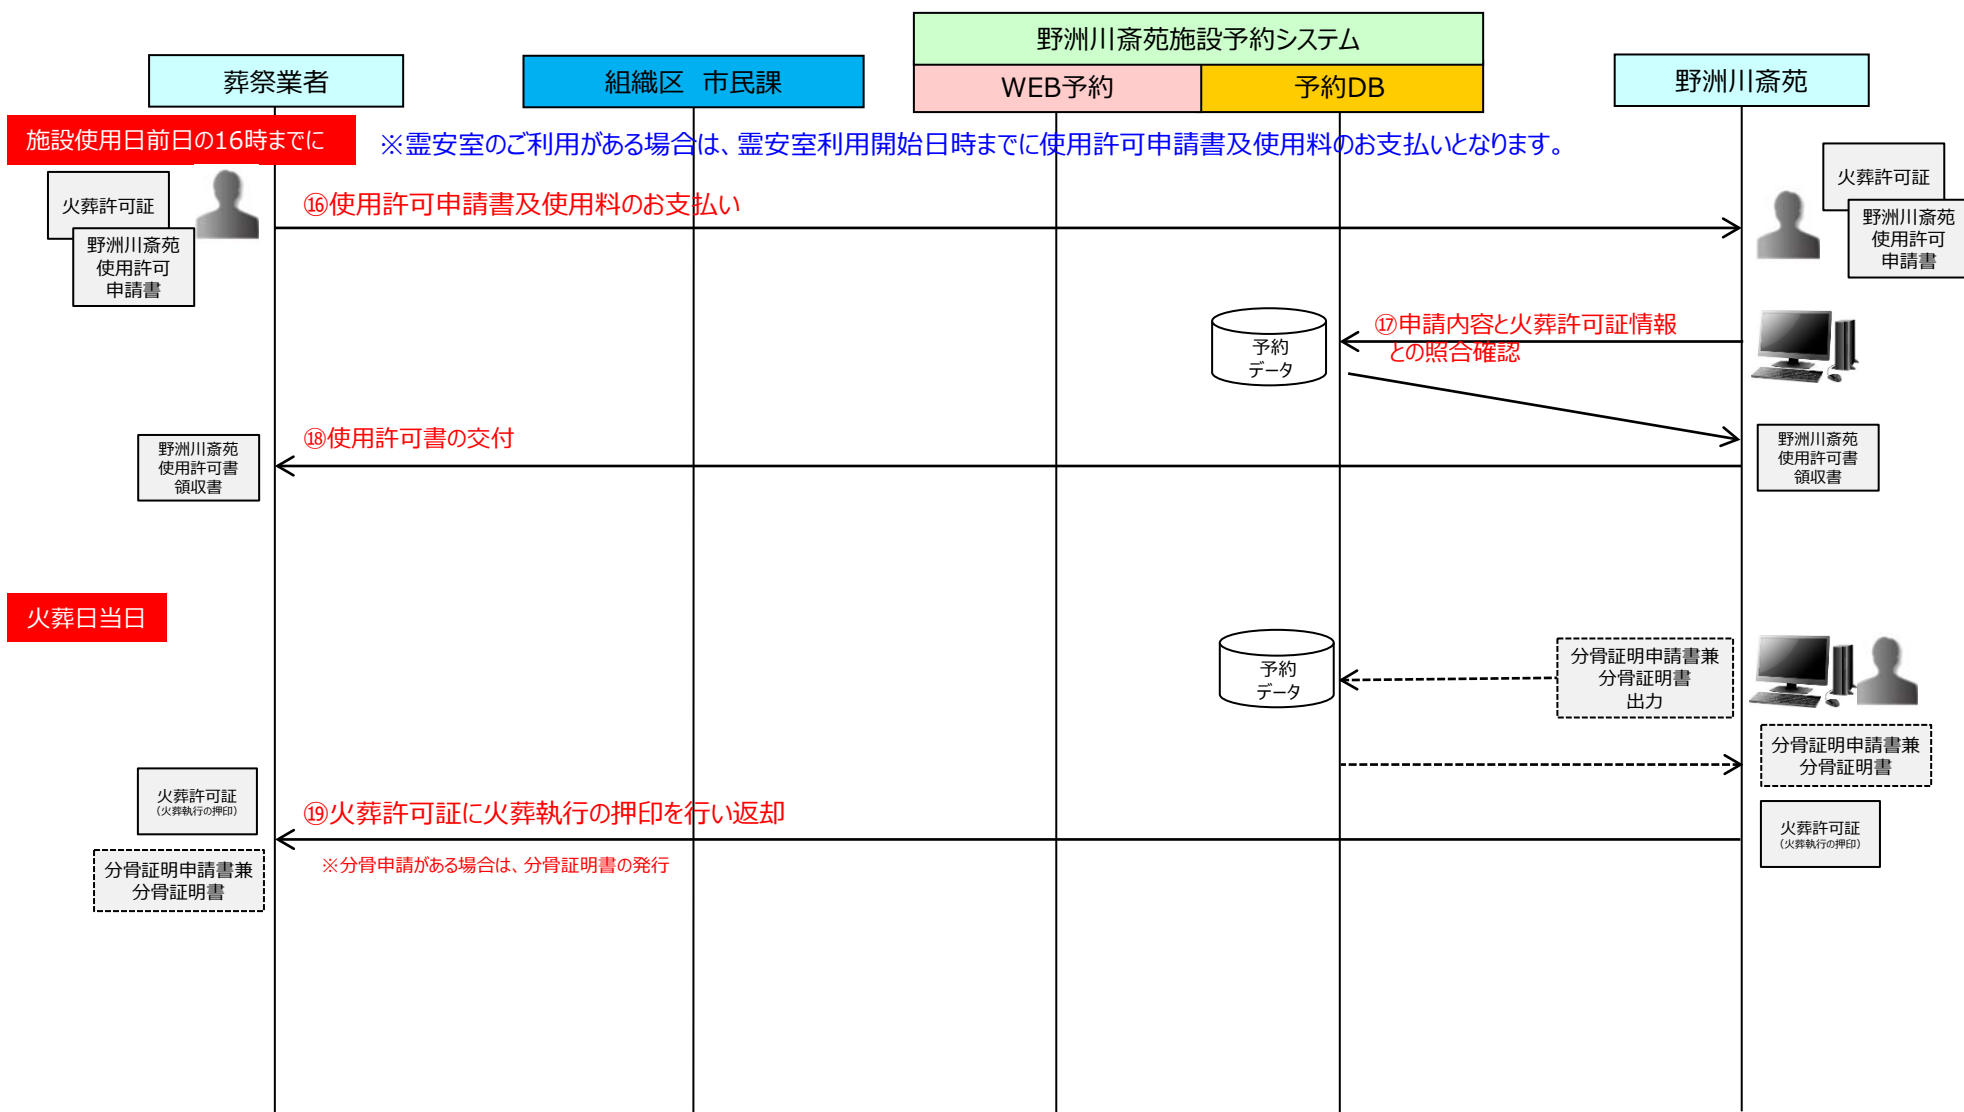 野洲川斎苑施設予約システム
葬祭業者
組織区 市民課
WEB予約
予約DB
野洲川斎苑
施設使用日前日の16時までに
※霊安室のご利用がある場合は、霊安室利用開始日時までに使用許可申請書及び使用料のお支払いとなります。
火葬許可証
野洲川斎苑
使用許可
申請書
⑯使用許可申請書及び使用料のお支払い
火葬許可証
野洲川斎苑
使用許可
申請書
予約
データ
⑰申請内容と火葬許可証情報
との照合確認
野洲川斎苑
使用許可書
領収書
⑱使用許可書の交付
野洲川斎苑
使用許可書
領収書
火葬日当日
予約
データ
分骨証明申請書兼
分骨証明書
出力
分骨証明申請書兼
分骨証明書
火葬許可証
(火葬執行の押印)
⑲火葬許可証に火葬執行の押印を行い返却
火葬許可証
(火葬執行の押印)
※分骨申請がある場合は、分骨証明書の発行
分骨証明申請書兼
分骨証明書